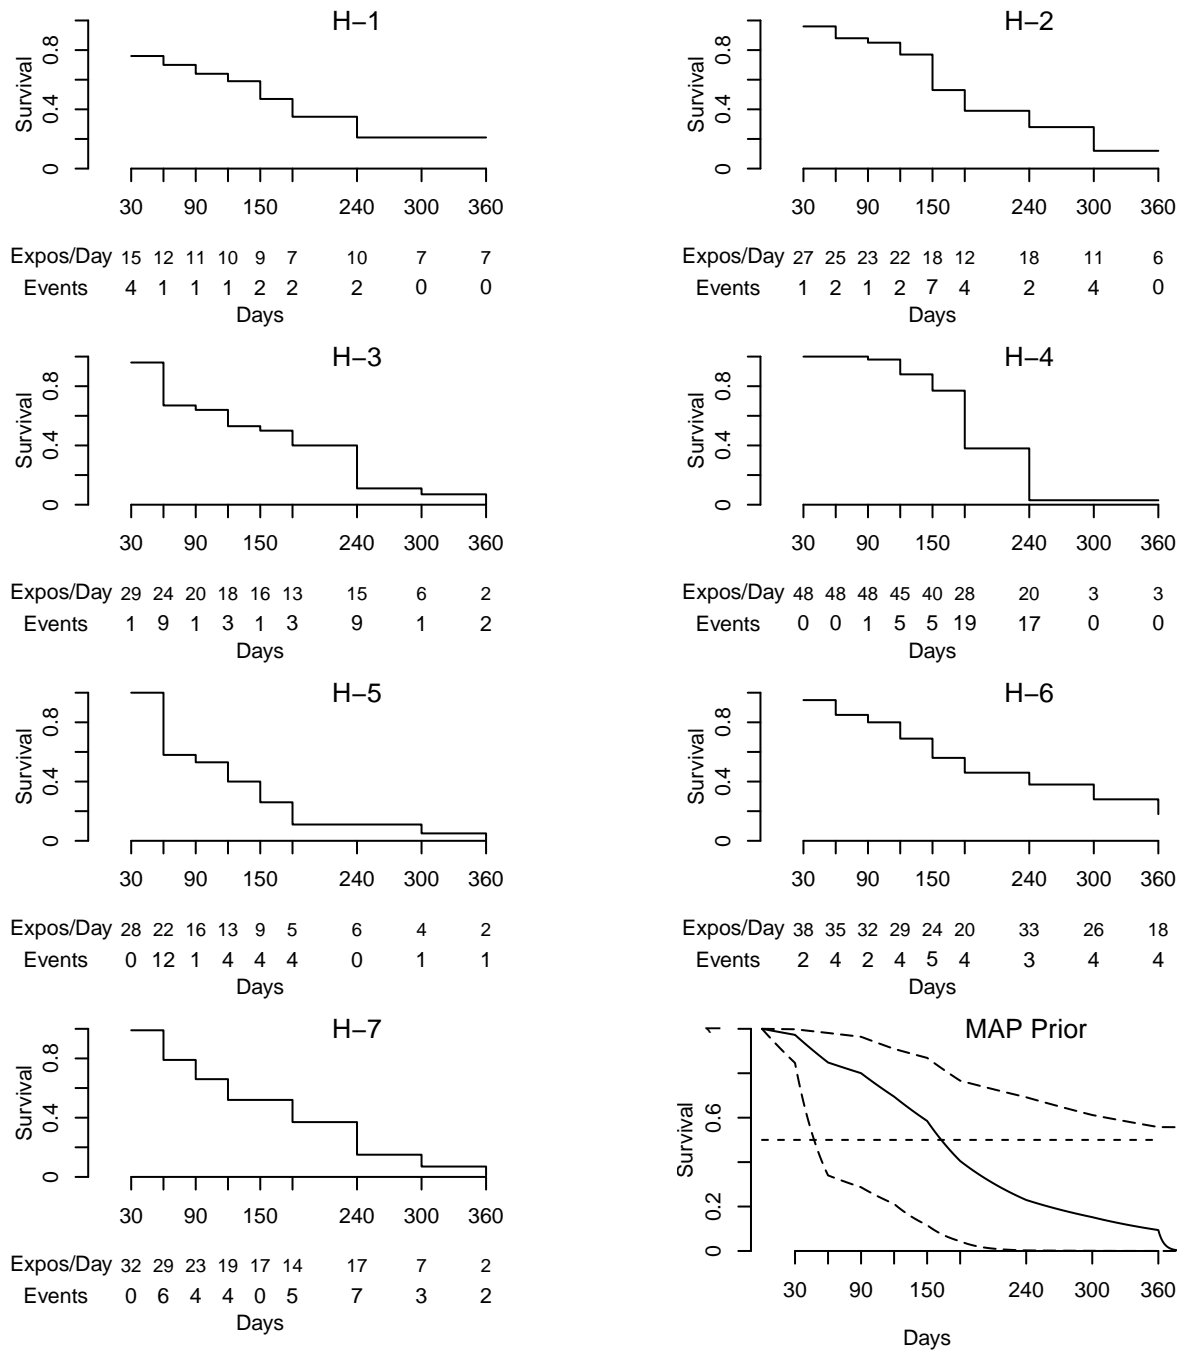 H−1
Survival
0 0.4 0.8
30 90 150 240 300 360
Expos/Day 15 12 11 10 9 7 10 7 7
Events 4 1 1 1 2 2 2 0 0
Days
H−2
Survival
0 0.4 0.8
30 90 150 240 300 360
Expos/Day 27 25 23 22 18 12 18 11 6
Events 1 2 1 2 7 4 2 4 0
Days
H−3
Survival
0 0.4 0.8
30 90 150 240 300 360
Expos/Day 29 24 20 18 16 13 15 6 2
Events 1 9 1 3 1 3 9 1 2
Days
H−4
Survival
0 0.4 0.8
30 90 150 240 300 360
Expos/Day 48 48 48 45 40 28 20 3 3
Events 0 0 1 5 5 19 17 0 0
Days
H−5
Survival
0 0.4 0.8
30 90 150 240 300 360
Expos/Day 28 22 16 13 9 5 6 4 2
Events 0 12 1 4 4 4 0 1 1
Days
H−6
Survival
0 0.4 0.8
30 90 150 240 300 360
Expos/Day 38 35 32 29 24 20 33 26 18
Events 2 4 2 4 5 4 3 4 4
Days
H−7
Survival
0 0.4 0.8
30 90 150 240 300 360
Expos/Day 32 29 23 19 17 14 17 7 2
Events 0 6 4 4 0 5 7 3 2
Days
MAP Prior
Survival
0 0.2 0.6 1
30 90 150 240 300 360
Days